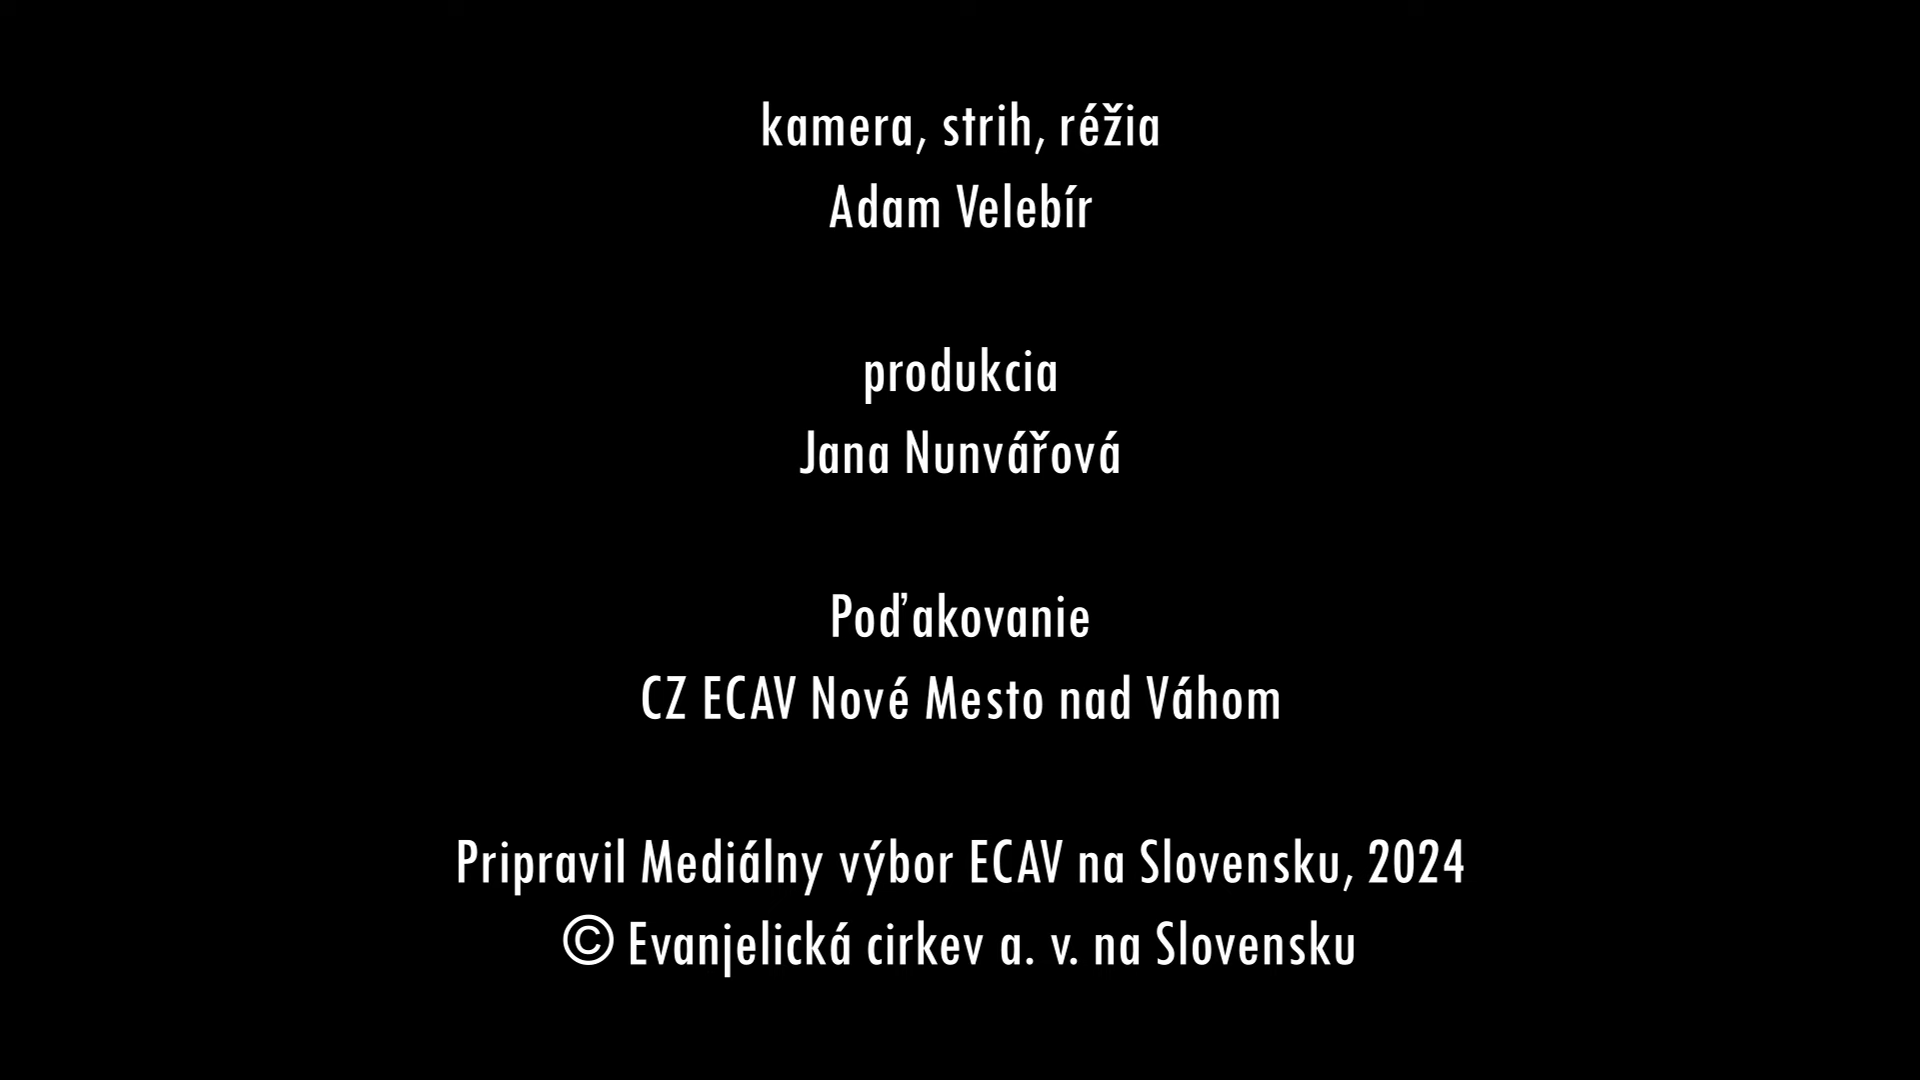 kamera, strih, réžia
Adam Velebír
produkcia
Jana Nunvářová
Poďakovanie
CZ ECAV Nové Mesto nad Váhom
Pripravil Mediálny výbor ECAV na Slovensku, 2024
© Evanjelická cirkev a. v. na Slovensku